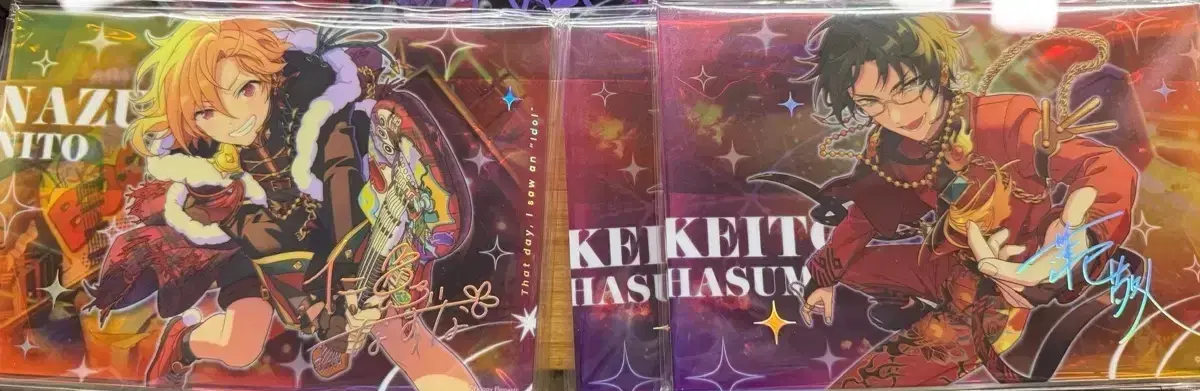 NAZU
NITO
That day, I saw an "idol"
KEI
HASU
KEITO
HASUM